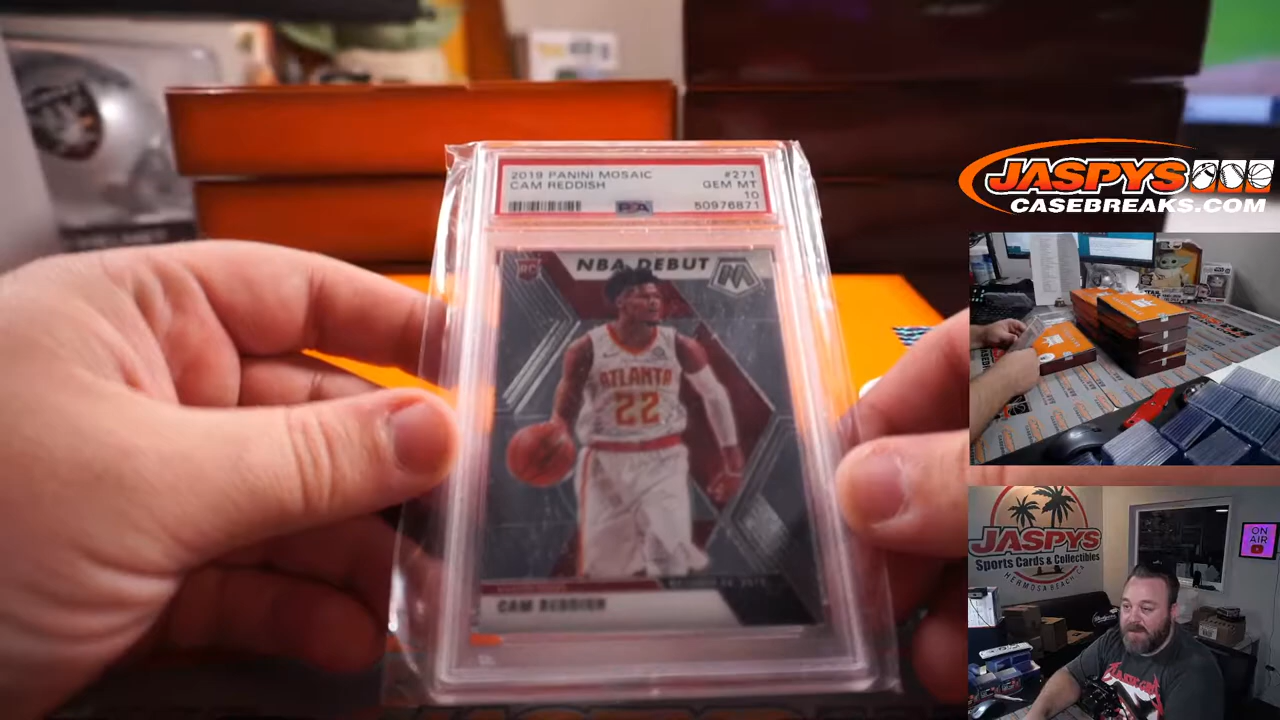 2019 PANINI MOSAIC #271
CAM REDDISH GEM MT
10
PSA 50976871
RC NBA DEBUT M
ATLANTA
22
CAM REDDISH
JASPYS
CASEBREAKS.COM
JASPYS
Sports Cards & Collectibles
HERMOSA BEACH, CA
ON
AIR